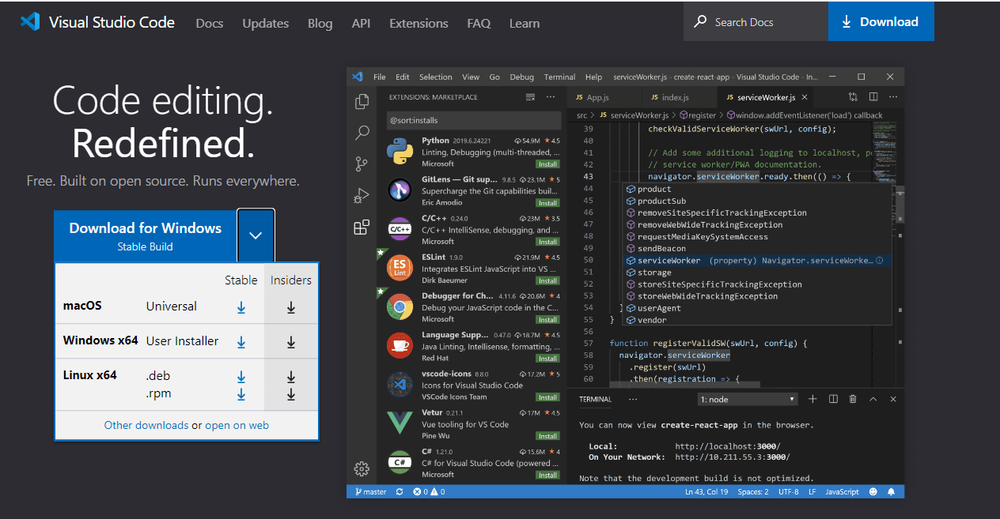 Visual Studio Code Docs Updates Blog API Extensions FAQ Learn Search Docs Download
Code editing.
Redefined.
Free. Built on open source. Runs everywhere.
Download for Windows
Stable Build
Stable Insiders
macOS Universal
Windows x64 User Installer
Linux x64 .deb
.rpm
Other downloads or open on web
File Edit Selection View Go Debug Terminal Help serviceWorker.js - create-react-app - Visual Studio Code - In...
EXTENSIONS: MARKETPLACE
@sort:installs
Python 2019.6.24221 54.9M ★ 4.5
Linting, Debugging (multi-threaded, ...
Microsoft Install
GitLens — Git sup... 9.8.5 23.1M ★ 5
Supercharge the Git capabilities buil...
Eric Amodio Install
C/C++ 0.24.0 23M ★ 3.5
C/C++ IntelliSense, debugging, and ...
Microsoft Install
ESLint 1.9.0 21.9M ★ 4.5
Integrates ESLint JavaScript into VS ...
Dirk Baeumer Install
Debugger for Ch... 4.11.6 20.6M ★ 4
Debug your JavaScript code in the C...
Microsoft Install
Language Supp... 0.47.0 18.7M ★ 4.5
Java Linting, Intellisense, formatting, ...
Red Hat Install
vscode-icons 8.8.0 17.2M ★ 5
Icons for Visual Studio Code
VSCode Icons Team Install
Vetur 0.21.1 17M ★ 4.5
Vue tooling for VS Code
Pine Wu Install
C# 1.21.0 15.6M ★ 4
C# for Visual Studio Code (powered ...
Microsoft Install
C/C++
ES
Lint
C#
JS App.js JS index.js JS serviceWorker.js
src > JS serviceWorker.js > register > window.addEventListener('load') callback
39 checkValidServiceWorker(swUrl, config);
40
41 // Add some additional logging to localhost, po
42 // service worker/PWA documentation.
43 navigator.serviceWorker.ready.then(() => {
44 product
45 productSub
46 removeSiteSpecificTrackingException
47 removeWebWideTrackingException
48 requestMediaKeySystemAccess
49 sendBeacon
50 serviceWorker (property) Navigator.serviceWorke...
51 storage
52 storeSiteSpecificTrackingException
53 storeWebWideTrackingException
54 } userAgent
55 } vendor
56
57 function registerValidSW(swUrl, config) {
58 navigator.serviceWorker
59 .register(swUrl)
60 .then(registration => {
TERMINAL ... 1: node
You can now view create-react-app in the browser.
Local: http://localhost:3000/
On Your Network: http://10.211.55.3:3000/
Note that the development build is not optimized.
master 0 0 Ln 43, Col 19 Spaces: 2 UTF-8 LF JavaScript